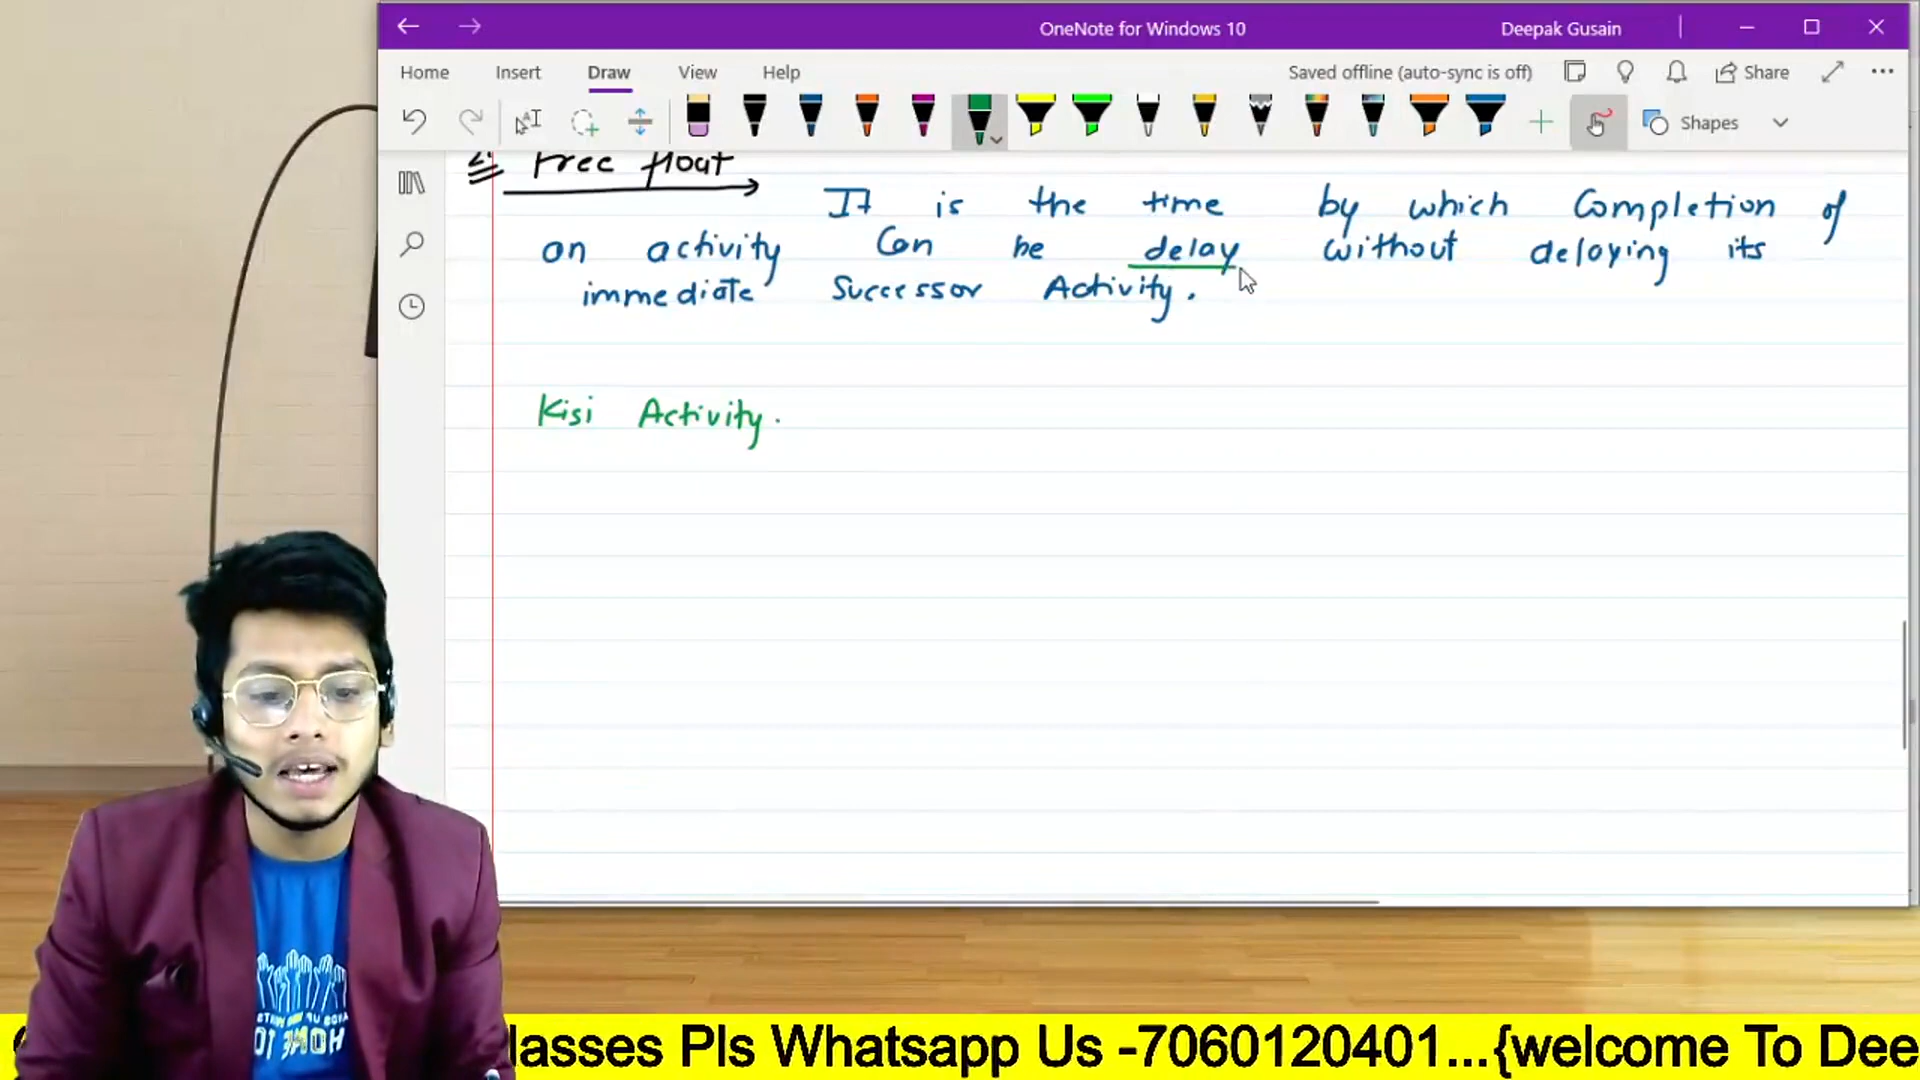 OneNote for Windows 10 Deepak Gusain
Home Insert Draw View Help Saved offline (auto-sync is off) Share
Shapes
2. Free float
It is the time by which Completion of
an activity Can be delay without delaying its
immediate Successor Activity.
Kisi Activity.
lasses Pls Whatsapp Us -7060120401...{welcome To Dee